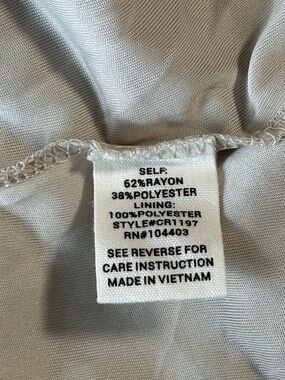 SELF:
62%RAYON
38%POLYESTER
LINING:
100%POLYESTER
STYLE#CR1197
RN#104403
SEE REVERSE FOR
CARE INSTRUCTION
MADE IN VIETNAM